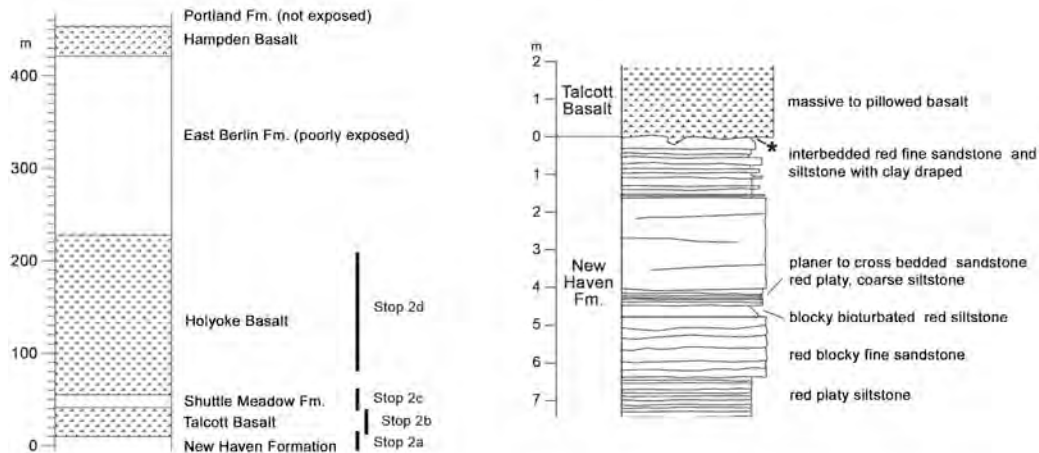 Portland Fm. (not exposed)
m
Hampden Basalt
400
East Berlin Fm. (poorly exposed)
300
200
Stop 2d
Holyoke Basalt
100
Shuttle Meadow Fm.
Stop 2c
Talcott Basalt
Stop 2b
0
New Haven Formation
Stop 2a
m
2
1
0
1
2
3
4
5
6
7
Talcott
Basalt
New
Haven
Fm.
massive to pillowed basalt
*
interbedded red fine sandstone and
siltstone with clay draped
planer to cross bedded sandstone
red platy, coarse siltstone
blocky bioturbated red siltstone
red blocky fine sandstone
red platy siltstone